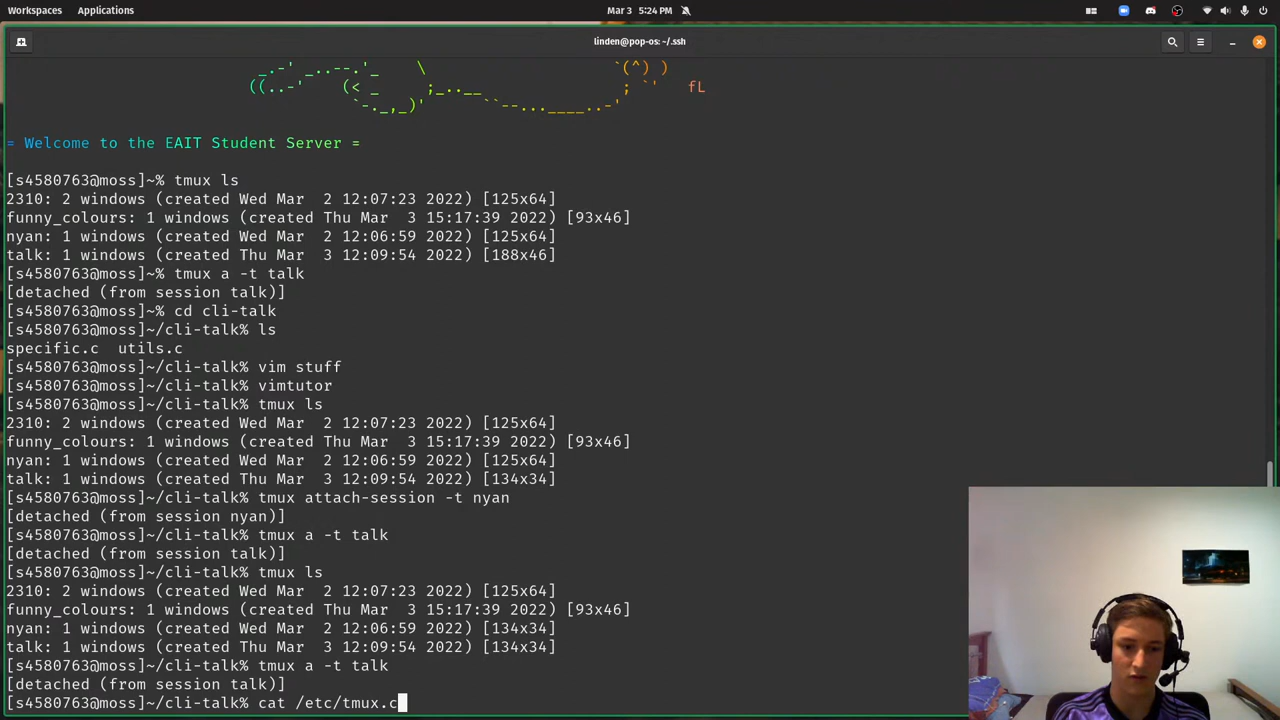 Workspaces Applications Mar 3 5:24 PM
linden@pop-os: ~/.ssh
_.-' _..--.'_ \ `(^) )
((..-' (< _ ;_..__ ; `' fL
`-._,_)' ``--...____..-'
= Welcome to the EAIT Student Server =
[s4580763@moss]~% tmux ls
2310: 2 windows (created Wed Mar  2 12:07:23 2022) [125x64]
funny_colours: 1 windows (created Thu Mar  3 15:17:39 2022) [93x46]
nyan: 1 windows (created Wed Mar  2 12:06:59 2022) [125x64]
talk: 1 windows (created Thu Mar  3 12:09:54 2022) [188x46]
[s4580763@moss]~% tmux a -t talk
[detached (from session talk)]
[s4580763@moss]~% cd cli-talk
[s4580763@moss]~/cli-talk% ls
specific.c  utils.c
[s4580763@moss]~/cli-talk% vim stuff
[s4580763@moss]~/cli-talk% vimtutor
[s4580763@moss]~/cli-talk% tmux ls
2310: 2 windows (created Wed Mar  2 12:07:23 2022) [125x64]
funny_colours: 1 windows (created Thu Mar  3 15:17:39 2022) [93x46]
nyan: 1 windows (created Wed Mar  2 12:06:59 2022) [125x64]
talk: 1 windows (created Thu Mar  3 12:09:54 2022) [134x34]
[s4580763@moss]~/cli-talk% tmux attach-session -t nyan
[detached (from session nyan)]
[s4580763@moss]~/cli-talk% tmux a -t talk
[detached (from session talk)]
[s4580763@moss]~/cli-talk% tmux ls
2310: 2 windows (created Wed Mar  2 12:07:23 2022) [125x64]
funny_colours: 1 windows (created Thu Mar  3 15:17:39 2022) [93x46]
nyan: 1 windows (created Wed Mar  2 12:06:59 2022) [134x34]
talk: 1 windows (created Thu Mar  3 12:09:54 2022) [134x34]
[s4580763@moss]~/cli-talk% tmux a -t talk
[detached (from session talk)]
[s4580763@moss]~/cli-talk% cat /etc/tmux.c